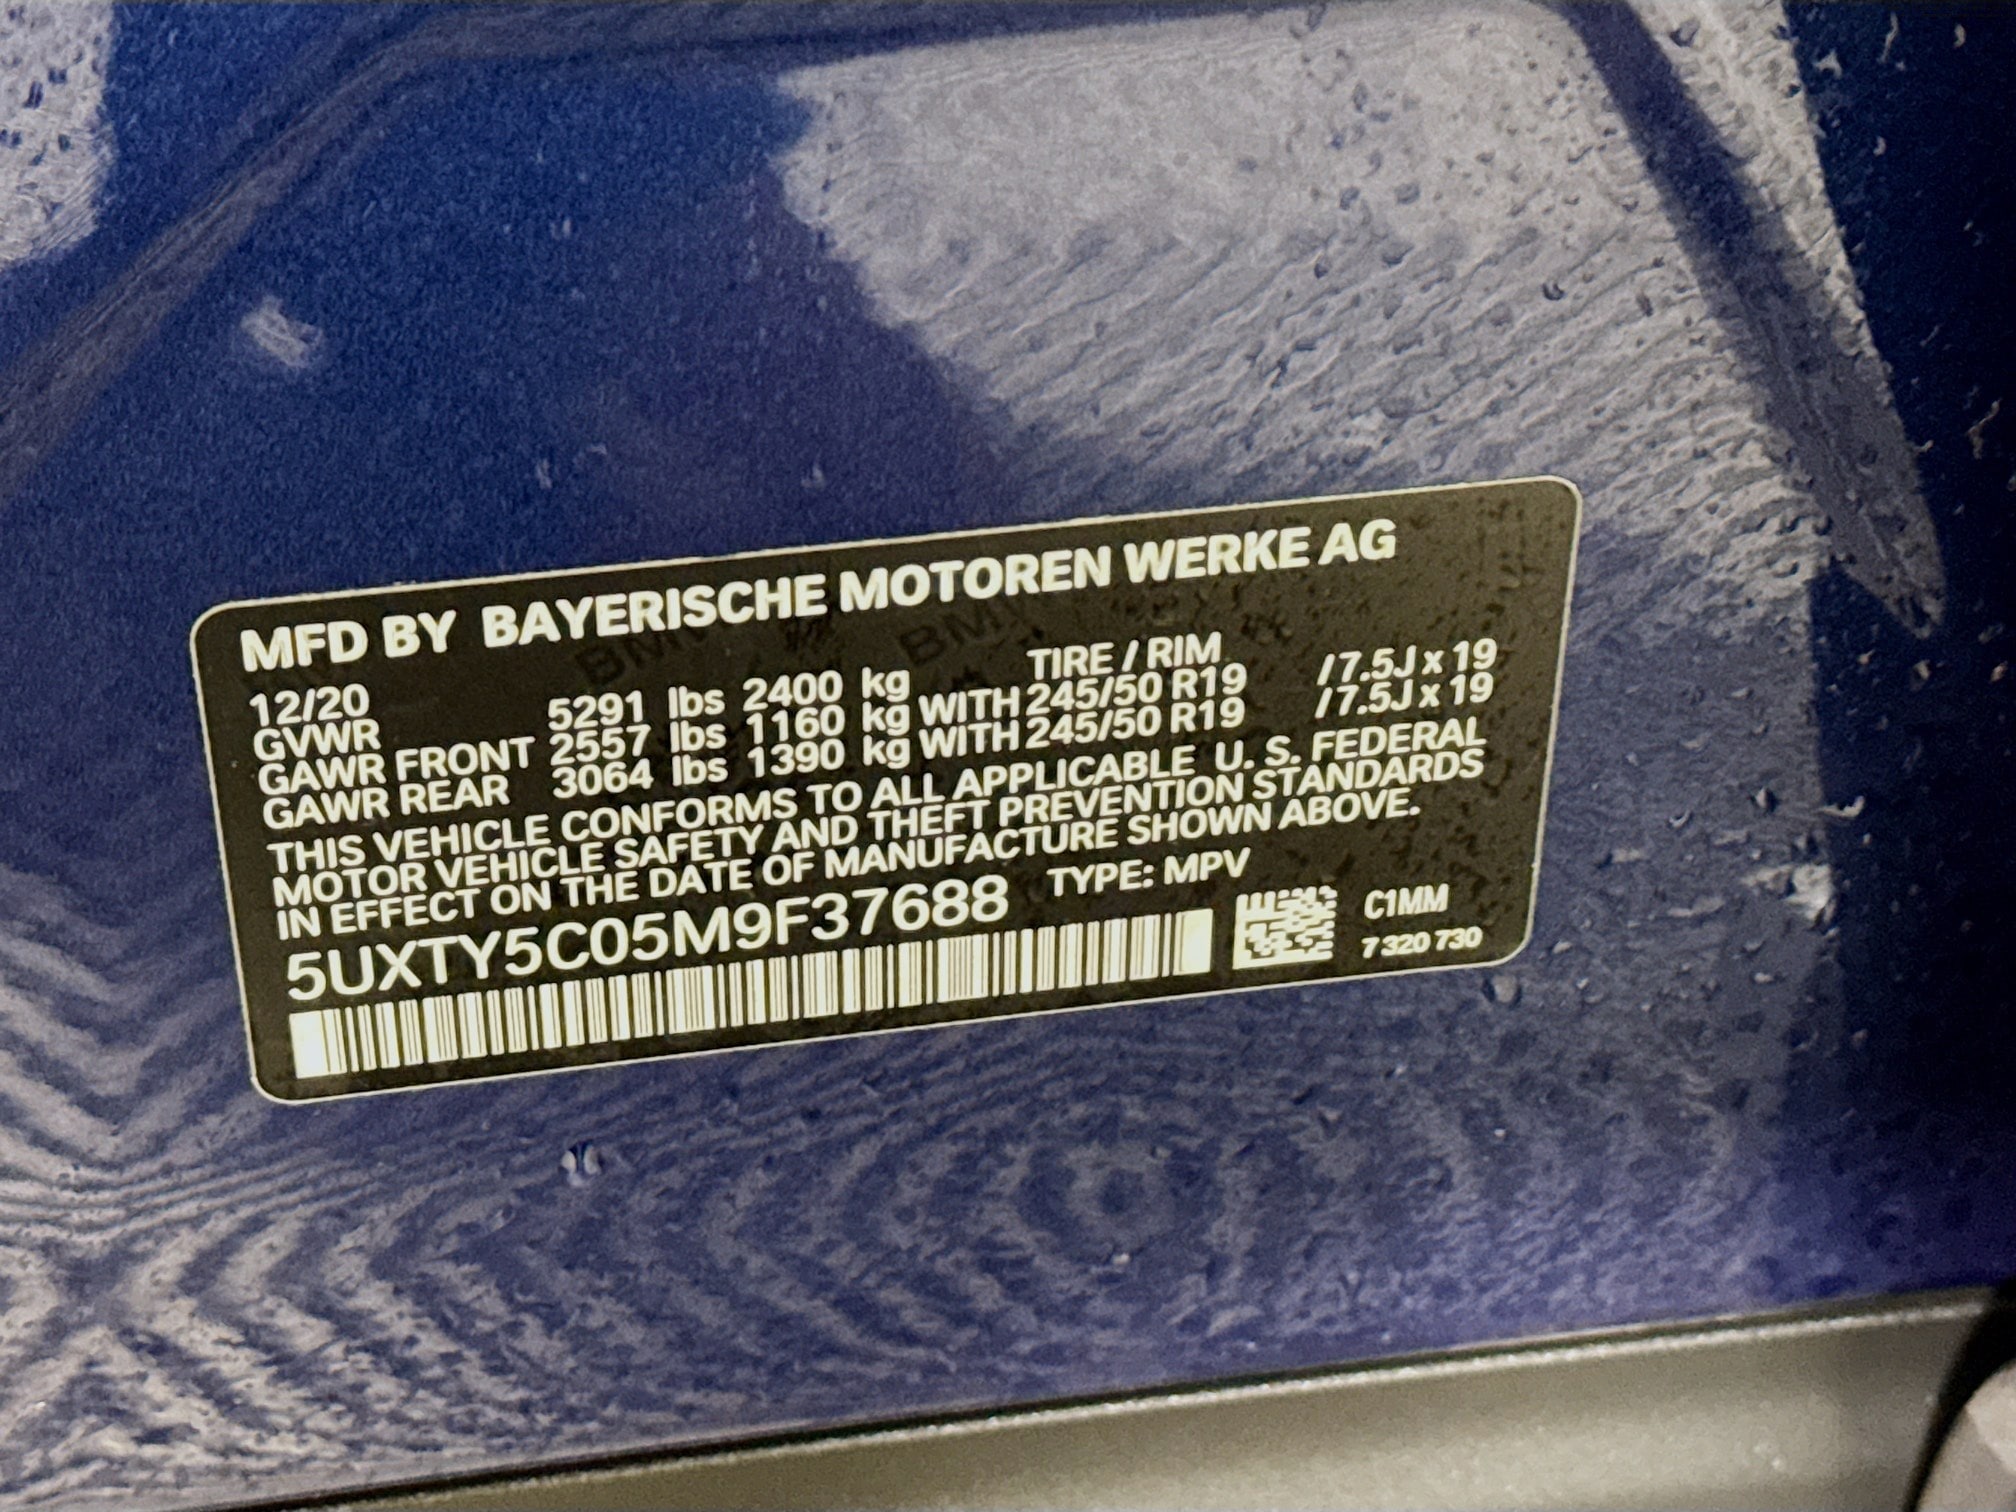 MFD BY BAYERISCHE MOTOREN WERKE AG
12/20 TIRE / RIM
GVWR 5291 lbs 2400 kg
GAWR FRONT 2557 lbs 1160 kg WITH 245/50 R19 /7.5J x 19
GAWR REAR 3064 lbs 1390 kg WITH 245/50 R19 /7.5J x 19
THIS VEHICLE CONFORMS TO ALL APPLICABLE U. S. FEDERAL
MOTOR VEHICLE SAFETY AND THEFT PREVENTION STANDARDS
IN EFFECT ON THE DATE OF MANUFACTURE SHOWN ABOVE.
5UXTY5C05M9F37688 TYPE: MPV
C1MM
7 320 730